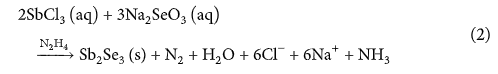 2SbCl₃ (aq) + 3Na₂SeO₃ (aq)
N₂H₄
⟶ Sb₂Se₃ (s) + N₂ + H₂O + 6Cl⁻ + 6Na⁺ + NH₃ (2)